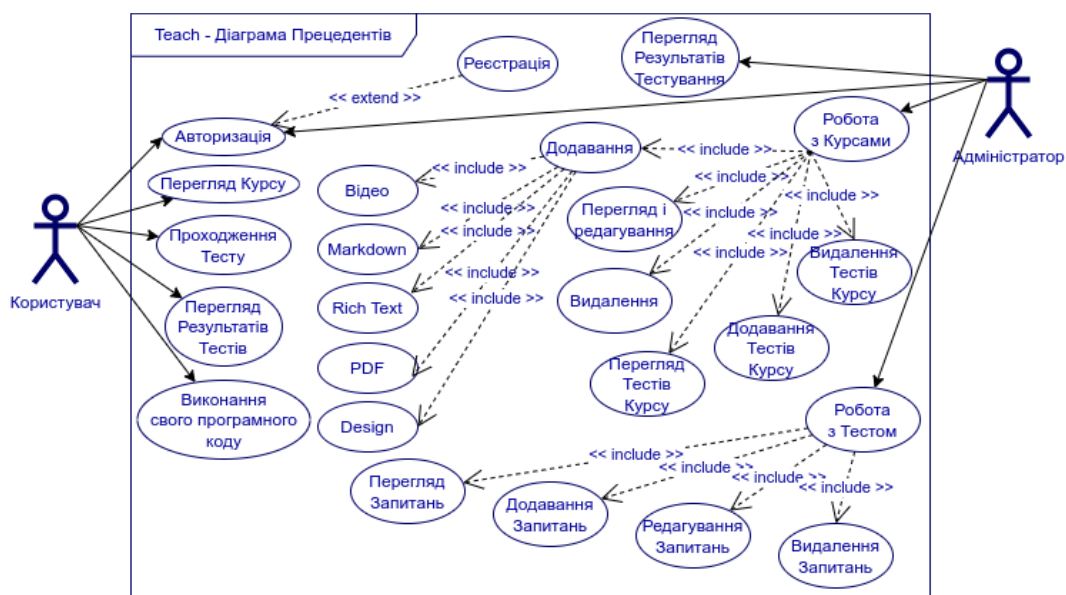 Teach - Діаграма Прецедентів
Реєстрація
<< extend >>
Авторизація
Перегляд Курсу
Проходження
Тесту
Перегляд
Результатів
Тестів
Виконання
свого програмного
коду
Користувач
Перегляд
Результатів
Тестування
Адміністратор
Робота
з Курсами
Додавання
<< include >>
<< include >>
<< include >>
<< include >>
<< include >>
<< include >>
Відео
Markdown
Rich Text
PDF
Design
<< include >>
<< include >>
<< include >>
<< include >>
<< include >>
Перегляд і
редагування
Видалення
Перегляд
Тестів
Курсу
Додавання
Тестів
Курсу
Видалення
Тестів
Курсу
Робота
з Тестом
<< include >>
<< include >>
<< include >>
<< include >>
Перегляд
Запитань
Додавання
Запитань
Редагування
Запитань
Видалення
Запитань